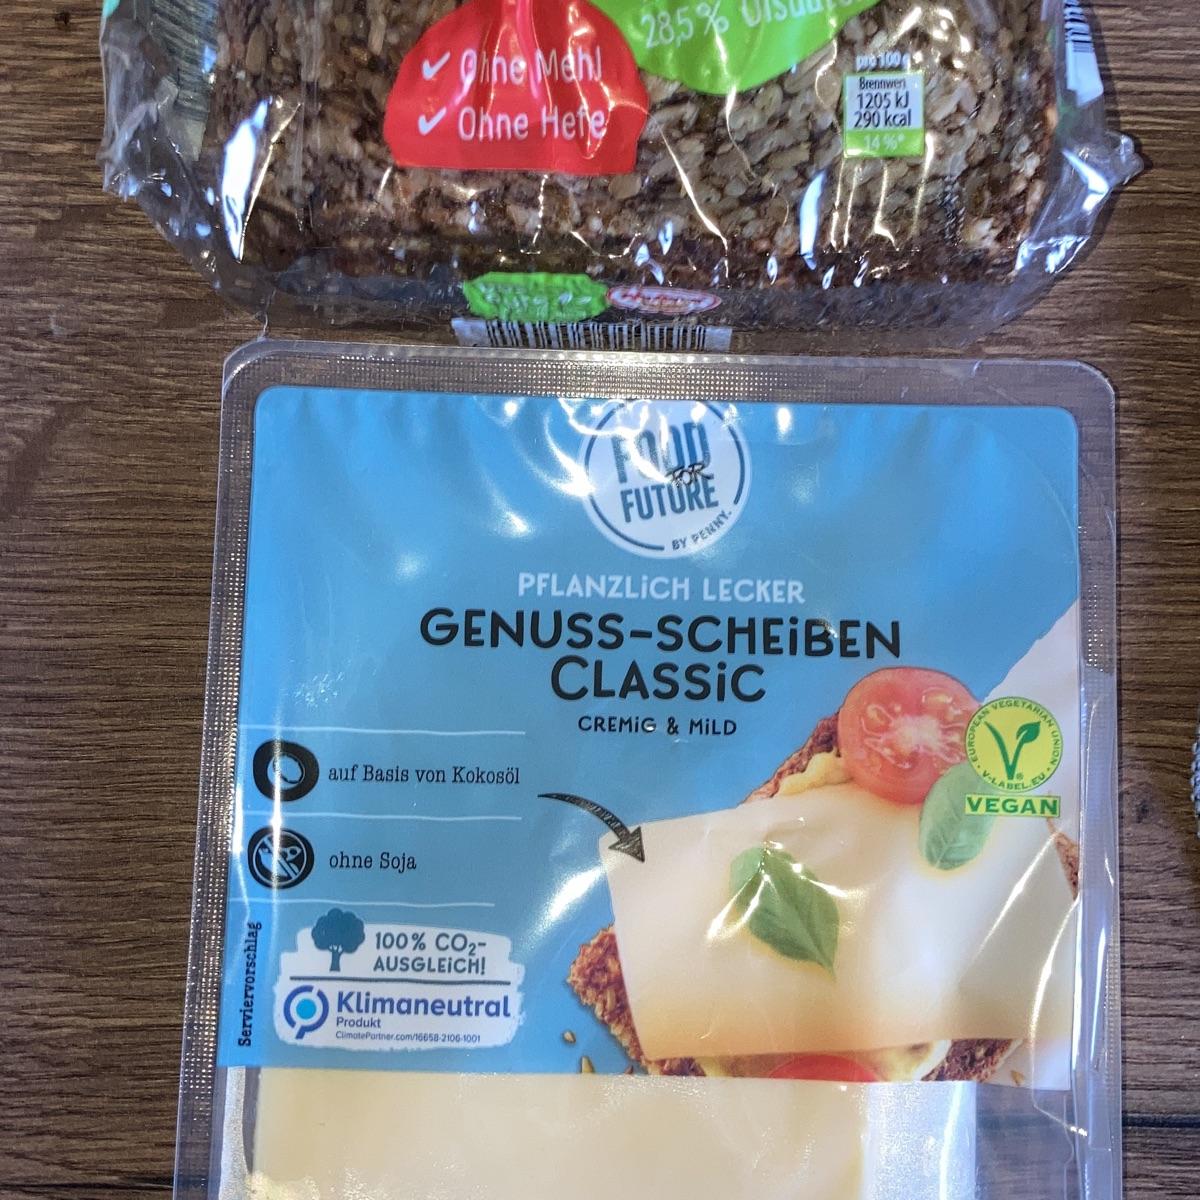 28,5%
✓ Ohne Mehl
✓ Ohne Hefe
pro 100 g
Brennwert
1205 kJ
290 kcal
14 %*
FOOD
FOR
FUTURE
BY PENNY.
PFLANZLiCH LECKER
GENUSS-SCHEiBEN
CLASSiC
CREMiG & MiLD
EUROPEAN VEGETARIAN UNION
V-LABEL.EU
VEGAN
auf Basis von Kokosöl
ohne Soja
100% CO₂-
AUSGLEiCH!
Klimaneutral
Produkt
ClimatePartner.com/16658-2106-1001
Serviervorschlag